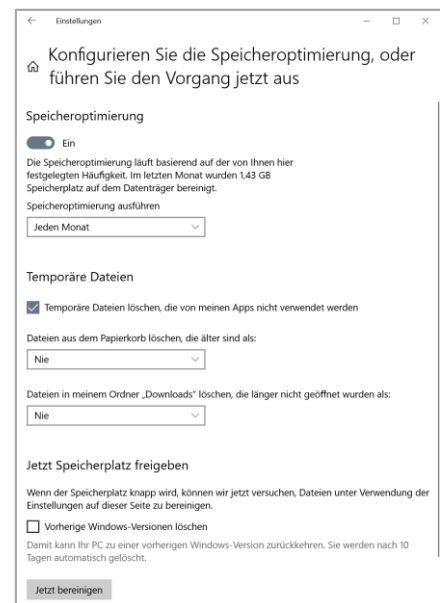 Einstellungen
Konfigurieren Sie die Speicheroptimierung, oder
führen Sie den Vorgang jetzt aus
Speicheroptimierung
Ein
Die Speicheroptimierung läuft basierend auf der von Ihnen hier
festgelegten Häufigkeit. Im letzten Monat wurden 1,43 GB
Speicherplatz auf dem Datenträger bereinigt.
Speicheroptimierung ausführen
Jeden Monat
Temporäre Dateien
Temporäre Dateien löschen, die von meinen Apps nicht verwendet werden
Dateien aus dem Papierkorb löschen, die älter sind als:
Nie
Dateien in meinem Ordner „Downloads“ löschen, die länger nicht geöffnet wurden als:
Nie
Jetzt Speicherplatz freigeben
Wenn der Speicherplatz knapp wird, können wir jetzt versuchen, Dateien unter Verwendung der
Einstellungen auf dieser Seite zu bereinigen.
Vorherige Windows-Versionen löschen
Damit kann Ihr PC zu einer vorherigen Windows-Version zurückkehren. Sie werden nach 10
Tagen automatisch gelöscht.
Jetzt bereinigen